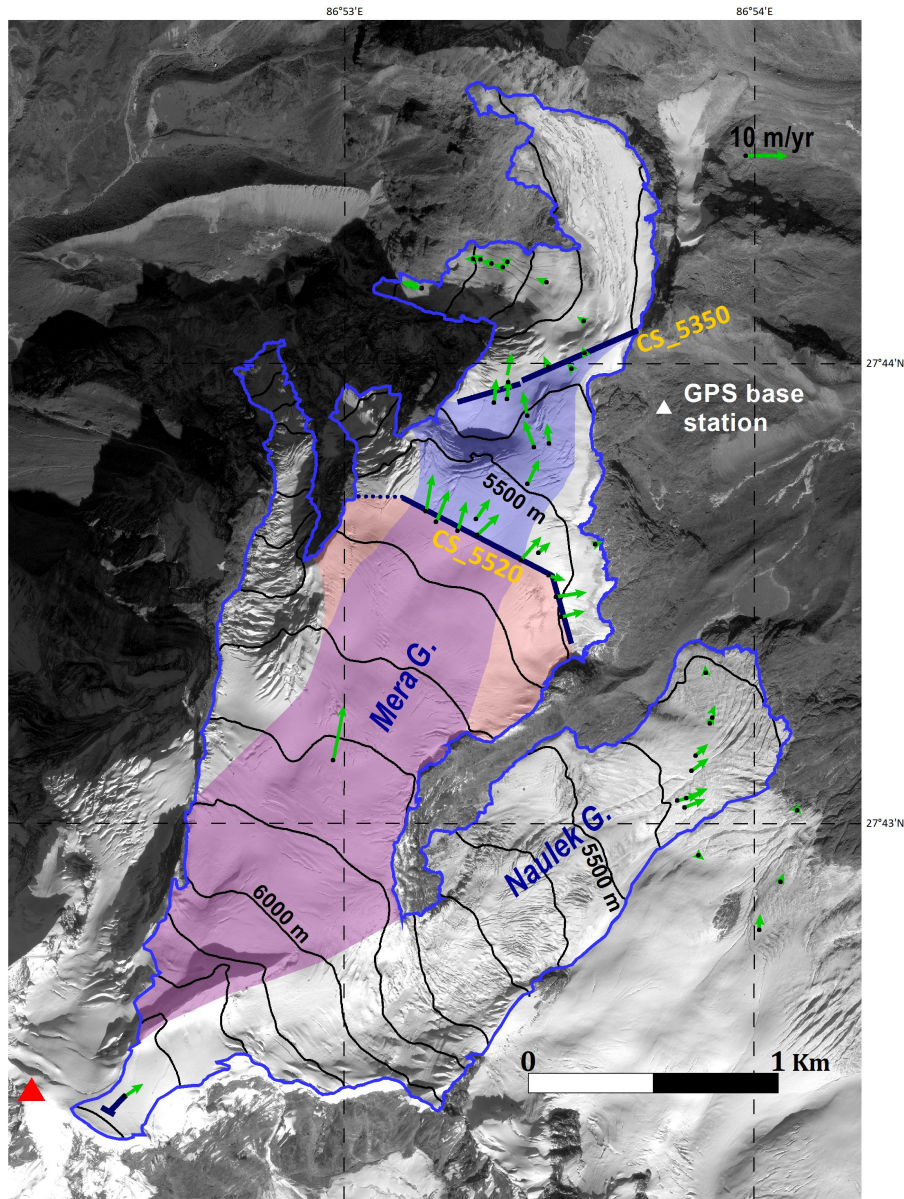 86°53'E
86°54'E
10 m/yr
CS_5350
27°44'N
GPS base
station
5500 m
CS_5520
Mera G.
27°43'N
Naulek G.
5500 m
6000 m
0
1 Km